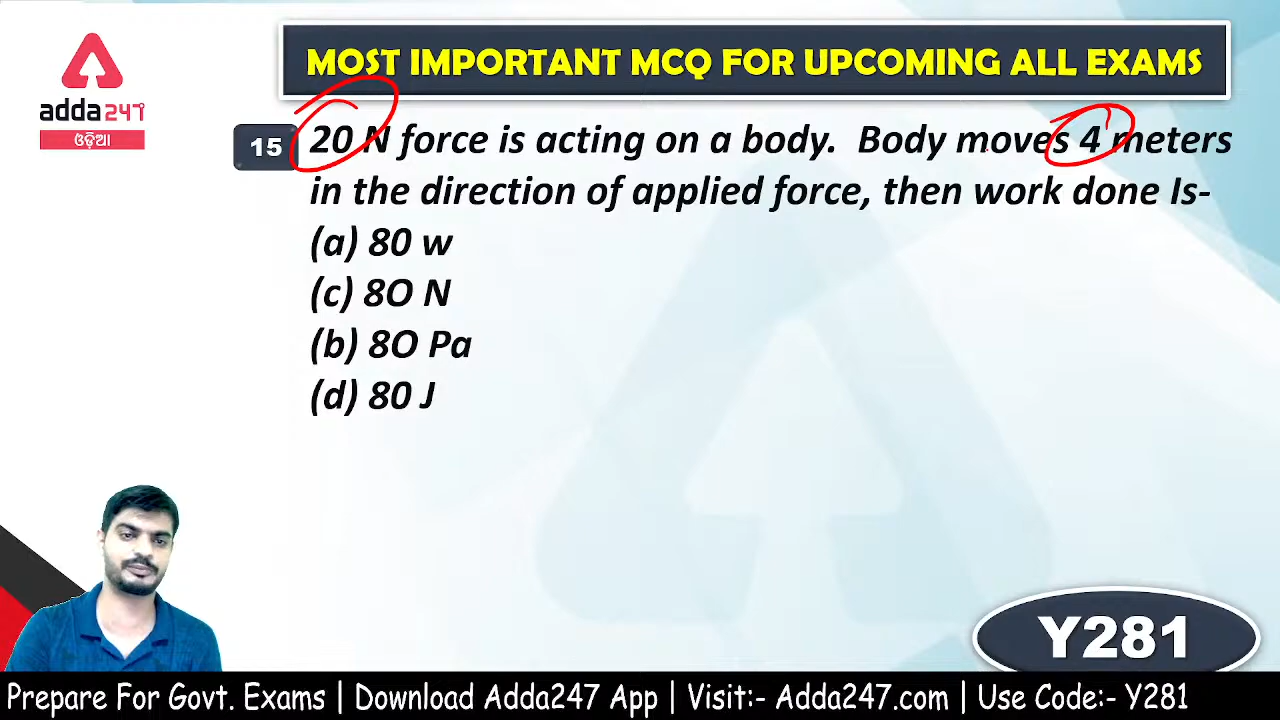 MOST IMPORTANT MCQ FOR UPCOMING ALL EXAMS
adda247
ଓଡ଼ିଆ
15
20 N force is acting on a body. Body moves 4 meters
in the direction of applied force, then work done Is-
(a) 80 w
(c) 8O N
(b) 8O Pa
(d) 80 J
Y281
Prepare For Govt. Exams | Download Adda247 App | Visit:- Adda247.com | Use Code:- Y281